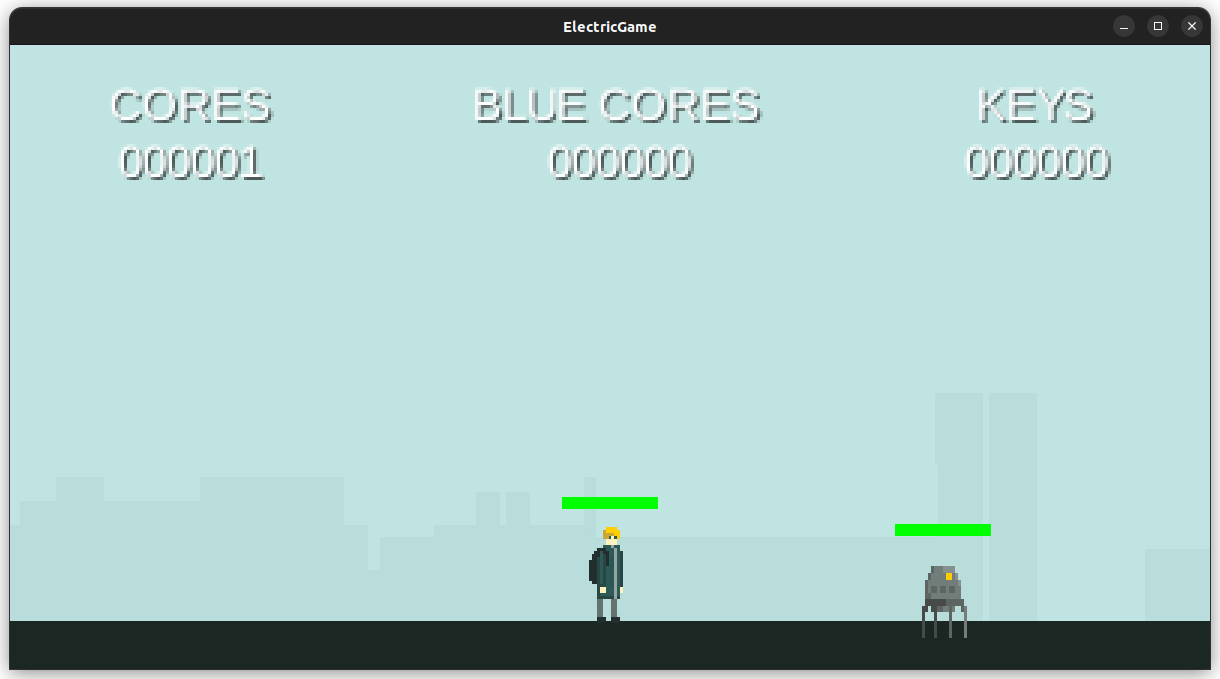 ElectricGame
CORES
000001
BLUE CORES
000000
KEYS
000000